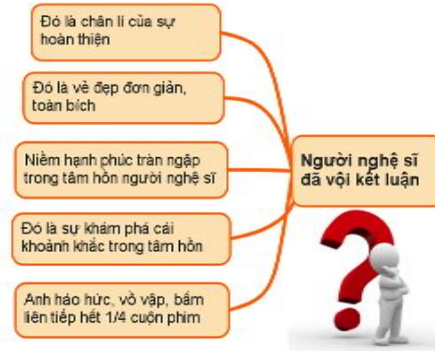 Đó là chân lí của sự
hoàn thiện
Đó là vẻ đẹp đơn giản,
toàn bích
Niềm hạnh phúc tràn ngập
trong tâm hồn người nghệ sĩ
Đó là sự khám phá cái
khoảnh khắc trong tâm hồn
Anh háo hức, vồ vập, bấm
liên tiếp hết 1/4 cuộn phim
Người nghệ sĩ
đã vội kết luận